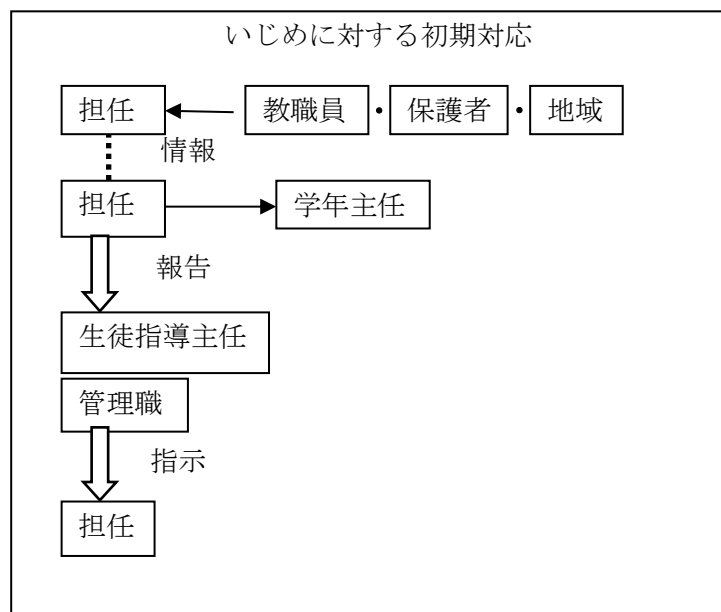 いじめに対する初期対応
担任 教職員・保護者・地域
情報
担任 学年主任
報告
生徒指導主任
管理職
指示
担任